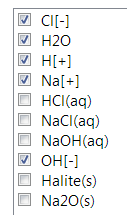 Cl[-]
H2O
H[+]
Na[+]
HCl(aq)
NaCl(aq)
NaOH(aq)
OH[-]
Halite(s)
Na2O(s)